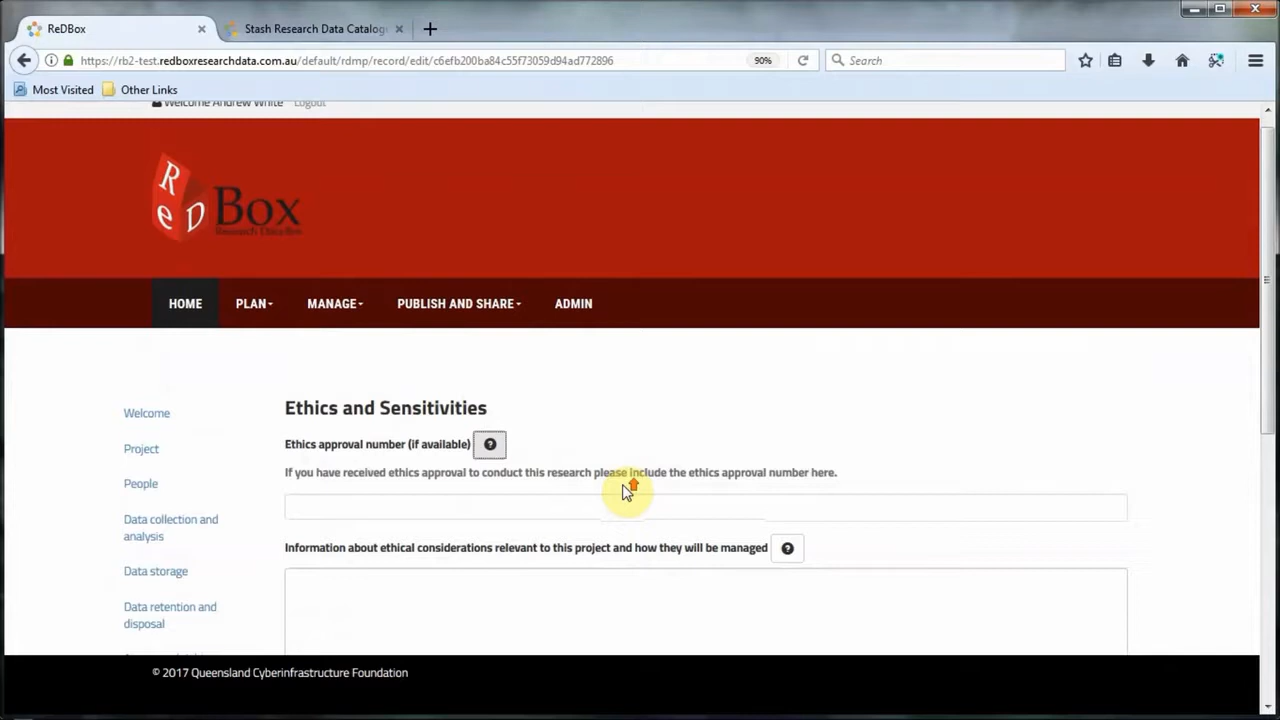 ReDBox
Stash Research Data Catalog
https://rb2-test.redboxresearchdata.com.au/default/rdmp/record/edit/c6efb200ba84c55f73059d94ad772896
90%
Search
Most Visited
Other Links
Welcome Andrew White
Logout
ReD Box
Research Data Box
HOME
PLAN
MANAGE
PUBLISH AND SHARE
ADMIN
Welcome
Project
People
Data collection and
analysis
Data storage
Data retention and
disposal
Ethics and Sensitivities
Ethics approval number (if available)
If you have received ethics approval to conduct this research please include the ethics approval number here.
Information about ethical considerations relevant to this project and how they will be managed
© 2017 Queensland Cyberinfrastructure Foundation